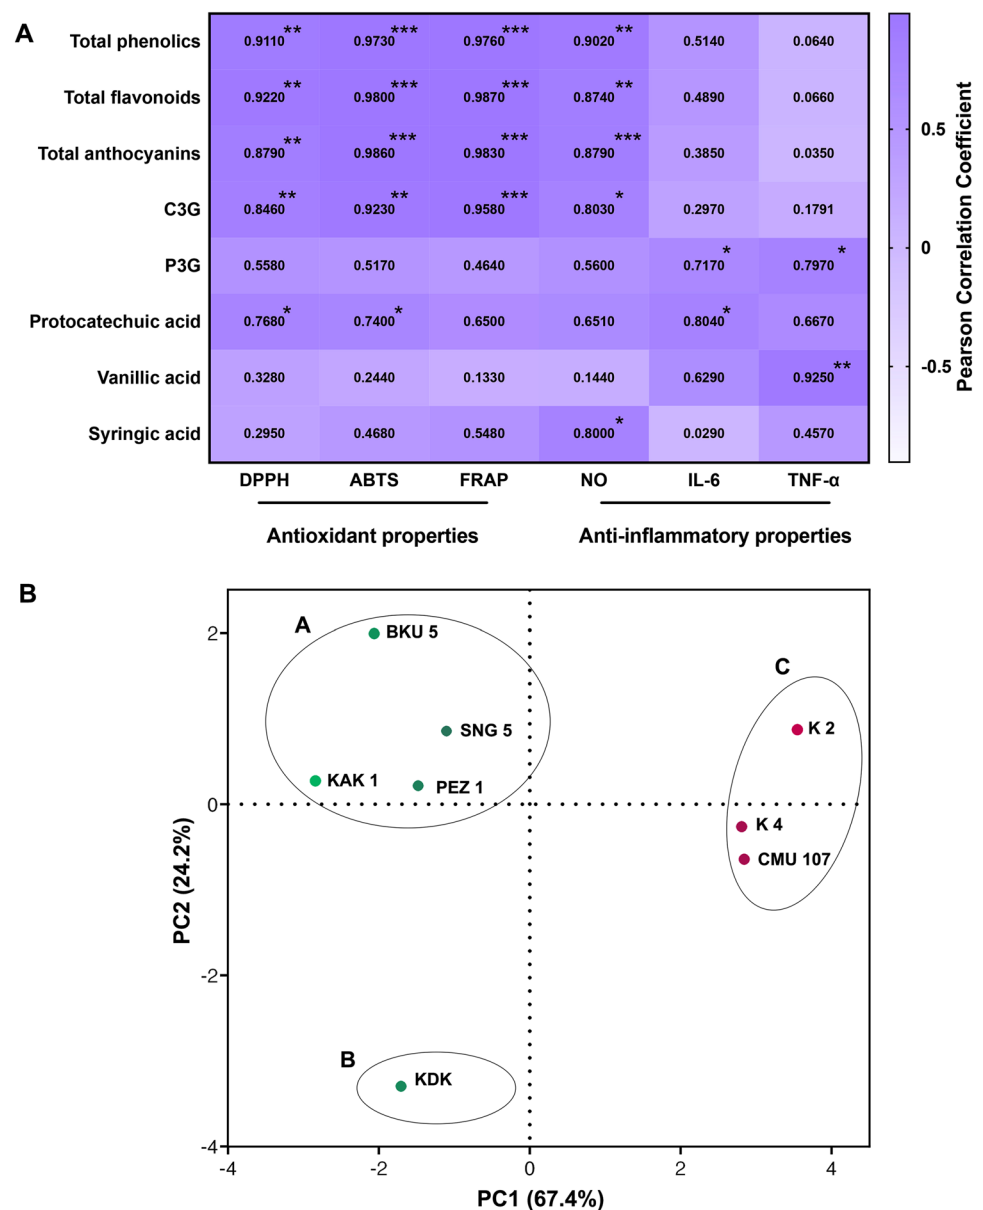 A
Total phenolics 0.9110** 0.9730*** 0.9760*** 0.9020** 0.5140 0.0640
Total flavonoids 0.9220** 0.9800*** 0.9870*** 0.8740** 0.4890 0.0660
Total anthocyanins 0.8790** 0.9860*** 0.9830*** 0.8790*** 0.3850 0.0350
C3G 0.8460** 0.9230** 0.9580*** 0.8030* 0.2970 0.1791
P3G 0.5580 0.5170 0.4640 0.5600 0.7170* 0.7970*
Protocatechuic acid 0.7680* 0.7400* 0.6500 0.6510 0.8040* 0.6670
Vanillic acid 0.3280 0.2440 0.1330 0.1440 0.6290 0.9250**
Syringic acid 0.2950 0.4680 0.5480 0.8000* 0.0290 0.4570
DPPH ABTS FRAP NO IL-6 TNF-α
Antioxidant properties Anti-inflammatory properties
0.5
0
-0.5
Pearson Correlation Coefficient
B
A
BKU 5
SNG 5
KAK 1
PEZ 1
C
K 2
K 4
CMU 107
B
KDK
2
0
-2
-4
PC2 (24.2%)
-4 -2 0 2 4
PC1 (67.4%)